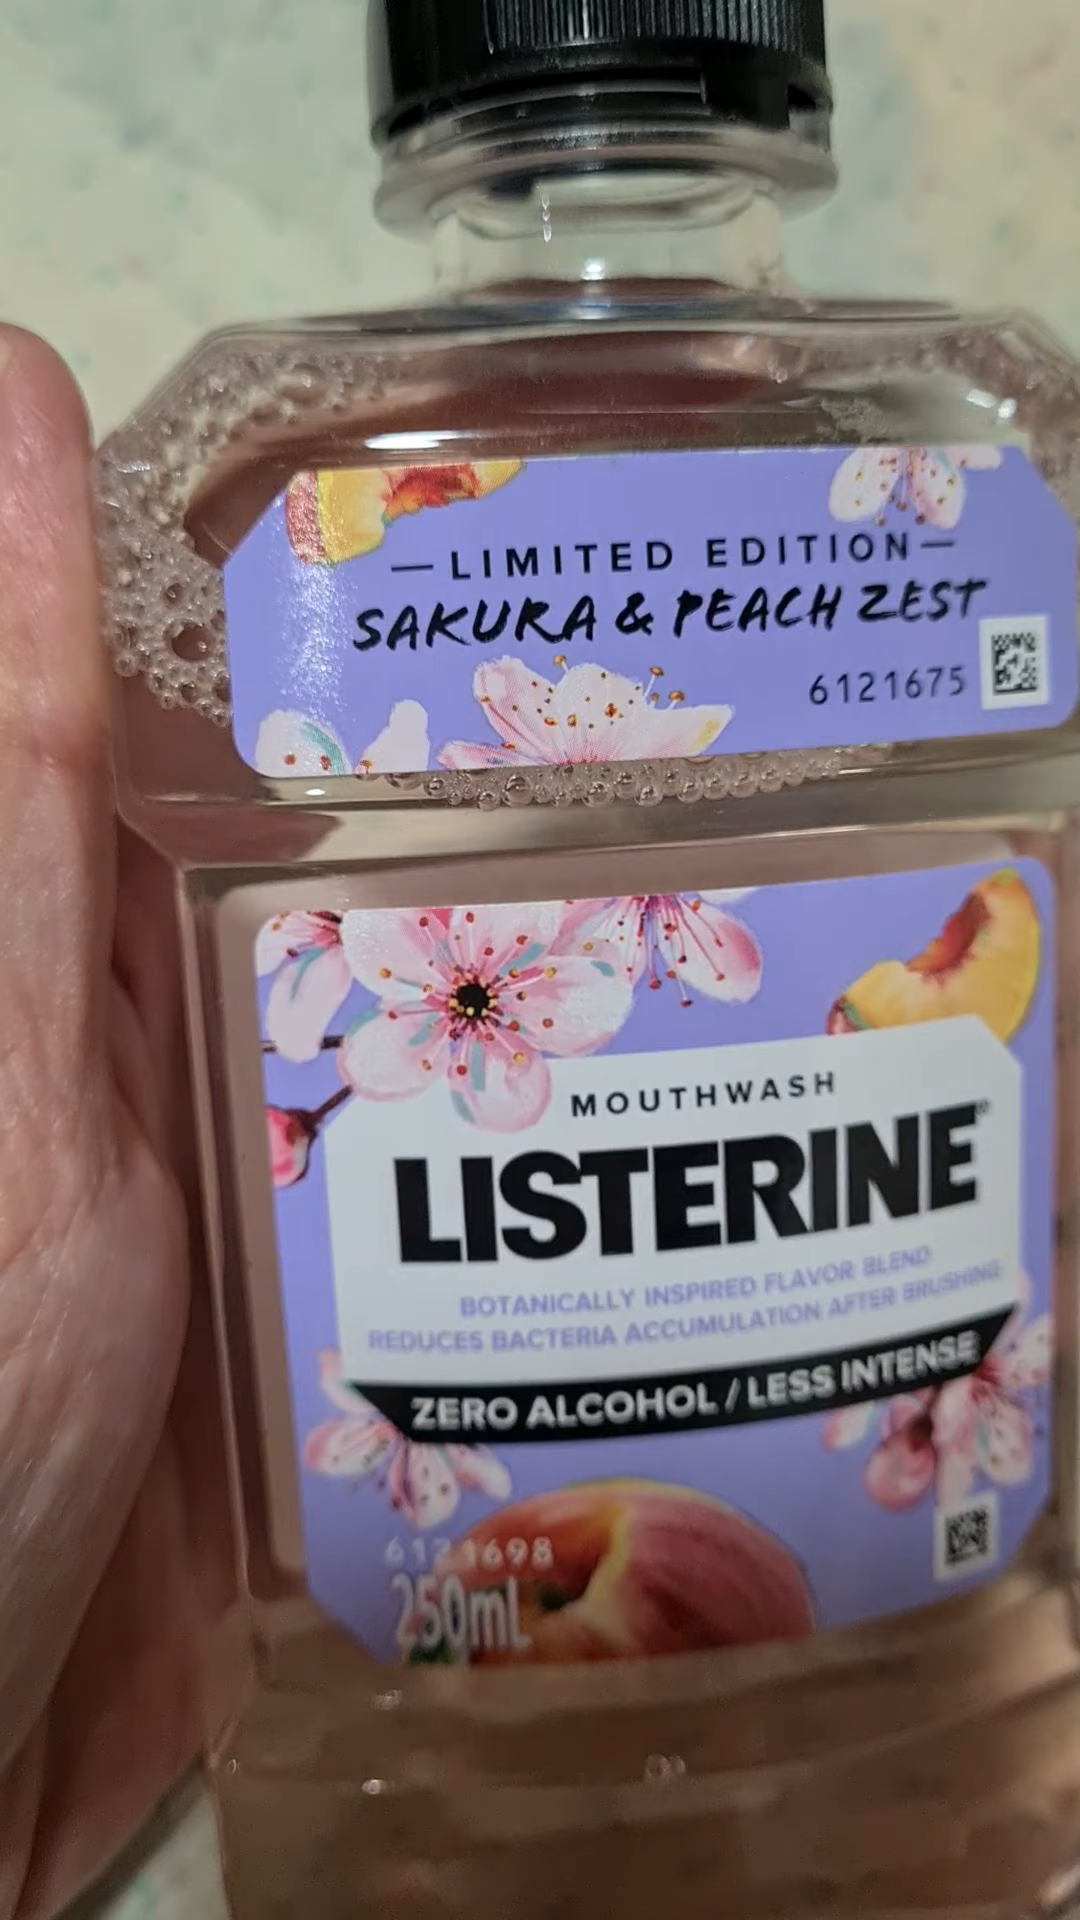 —LIMITED EDITION—
SAKURA & PEACH ZEST
6121675
MOUTHWASH
LISTERINE®
BOTANICALLY INSPIRED FLAVOR BLEND
REDUCES BACTERIA ACCUMULATION AFTER BRUSHING
ZERO ALCOHOL / LESS INTENSE
6121698
250mL